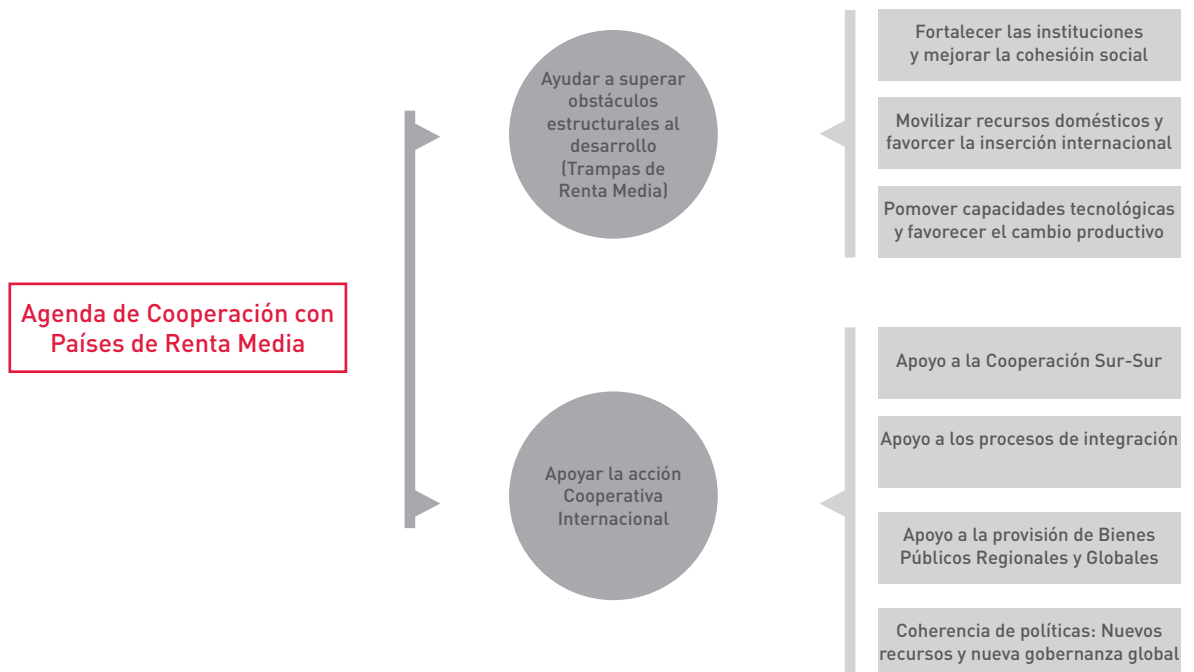 Agenda de Cooperación con
Países de Renta Media
Ayudar a superar
obstáculos
estructurales al
desarrollo
(Trampas de
Renta Media)
Fortalecer las instituciones
y mejorar la cohesióin social
Movilizar recursos domésticos y
favorcer la inserción internacional
Pomover capacidades tecnológicas
y favorecer el cambio productivo
Apoyar la acción
Cooperativa
Internacional
Apoyo a la Cooperación Sur-Sur
Apoyo a los procesos de integración
Apoyo a la provisión de Bienes
Públicos Regionales y Globales
Coherencia de políticas: Nuevos
recursos y nueva gobernanza global